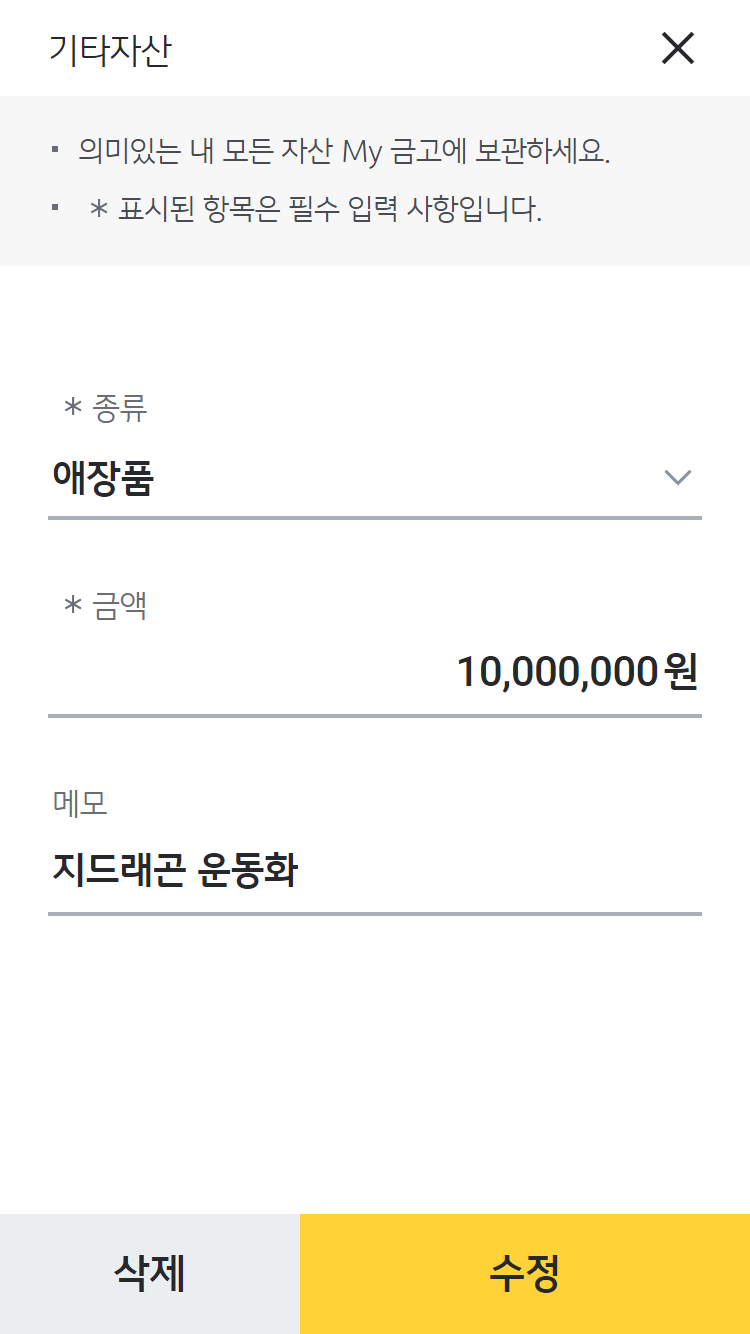 기타자산
의미있는 내 모든 자산 My 금고에 보관하세요.
* 표시된 항목은 필수 입력 사항입니다.
* 종류
애장품
* 금액
10,000,000원
메모
지드래곤 운동화
삭제
수정